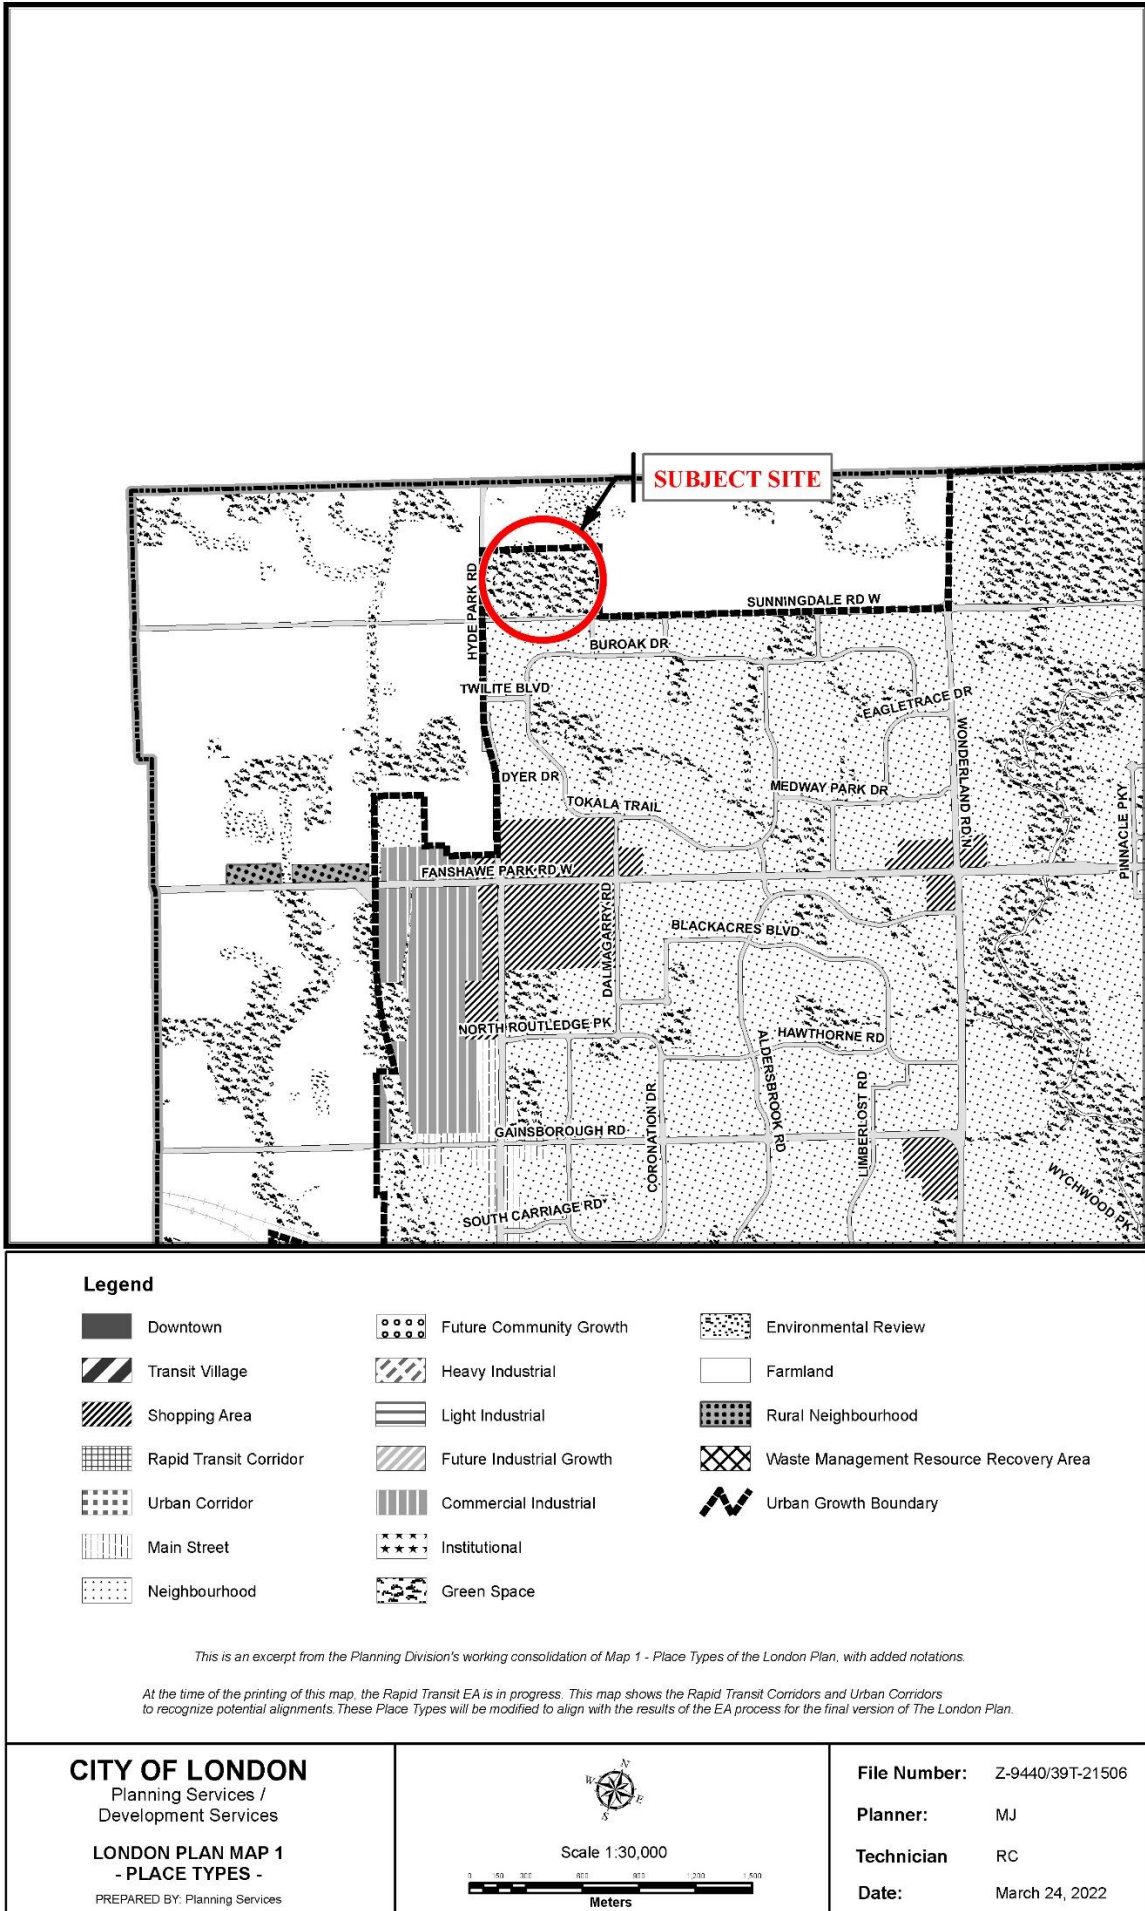 SUBJECT SITE
HYDE PARK RD
SUNNINGDALE RD W
BUROAK DR
TWILITE BLVD
EAGLETRACE DR
WONDERLAND RD N
DYER DR
MEDWAY PARK DR
TOKALA TRAIL
PINNACLE PKY
FANSHAWE PARK RD W
DALMAGARRY RD
BLACKACRES BLVD
NORTH ROUTLEDGE PK
HAWTHORNE RD
ALDERSBROOK RD
LIMBERLOST RD
CORONATION DR
GAINSBOROUGH RD
WYCHWOOD PK
SOUTH CARRIAGE RD
Legend
Downtown
Transit Village
Shopping Area
Rapid Transit Corridor
Urban Corridor
Main Street
Neighbourhood
Future Community Growth
Heavy Industrial
Light Industrial
Future Industrial Growth
Commercial Industrial
Institutional
Green Space
Environmental Review
Farmland
Rural Neighbourhood
Waste Management Resource Recovery Area
Urban Growth Boundary
This is an excerpt from the Planning Division's working consolidation of Map 1 - Place Types of the London Plan, with added notations.
At the time of the printing of this map, the Rapid Transit EA is in progress. This map shows the Rapid Transit Corridors and Urban Corridors
to recognize potential alignments. These Place Types will be modified to align with the results of the EA process for the final version of The London Plan.
CITY OF LONDON
Planning Services /
Development Services
LONDON PLAN MAP 1
- PLACE TYPES -
PREPARED BY: Planning Services
N
W E
S
Scale 1:30,000
0 150 300 600 900 1,200 1,500
Meters
File Number: Z-9440/39T-21506
Planner: MJ
Technician RC
Date: March 24, 2022